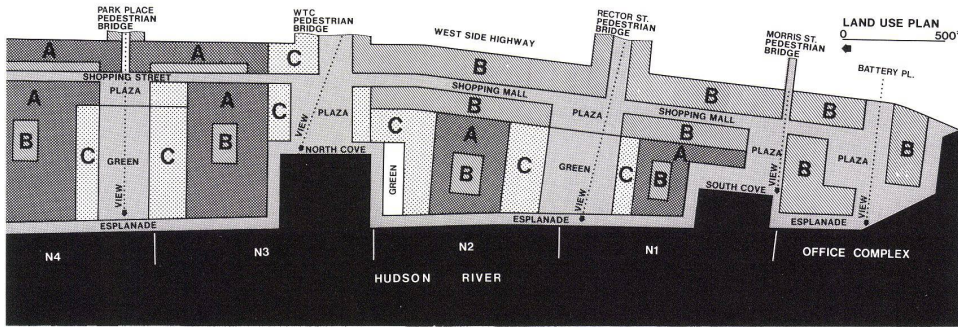 PARK PLACE
PEDESTRIAN
BRIDGE
WTC
PEDESTRIAN
BRIDGE
WEST SIDE HIGHWAY
RECTOR ST.
PEDESTRIAN
BRIDGE
MORRIS ST.
PEDESTRIAN
BRIDGE
LAND USE PLAN
0 500'
BATTERY PL.
A
A
C
B
B
B
B
SHOPPING STREET
SHOPPING MALL
SHOPPING MALL
A
PLAZA
A
PLAZA
B
PLAZA
B
PLAZA
PLAZA
B
B
C
C
B
C
VIEW
NORTH COVE
C
A
B
C
GREEN
GREEN
GREEN
C
A
B
SOUTH COVE
B
VIEW
VIEW
VIEW
VIEW
ESPLANADE
ESPLANADE
ESPLANADE
N4
N3
N2
N1
OFFICE COMPLEX
HUDSON RIVER